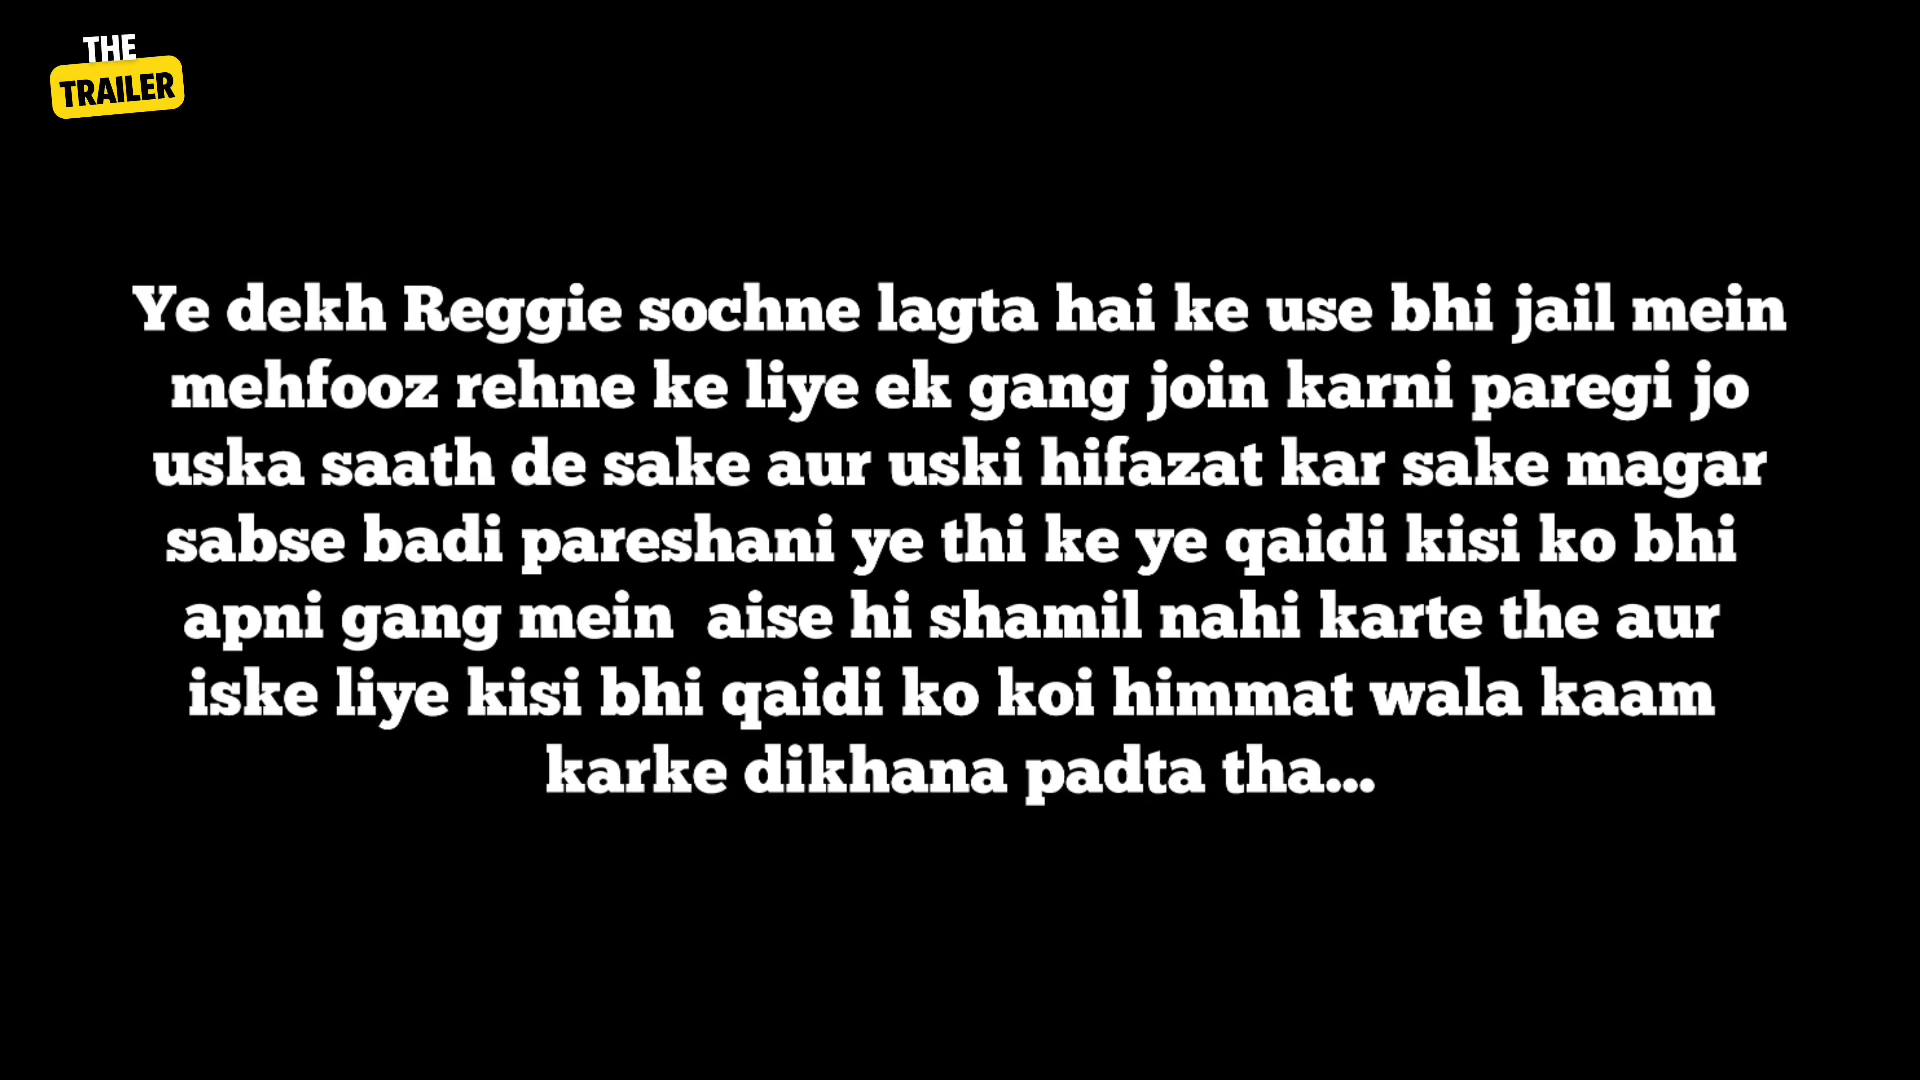 THE
TRAILER
Ye dekh Reggie sochne lagta hai ke use bhi jail mein
mehfooz rehne ke liye ek gang join karni paregi jo
uska saath de sake aur uski hifazat kar sake magar
sabse badi pareshani ye thi ke ye qaidi kisi ko bhi
apni gang mein  aise hi shamil nahi karte the aur
iske liye kisi bhi qaidi ko koi himmat wala kaam
karke dikhana padta tha...